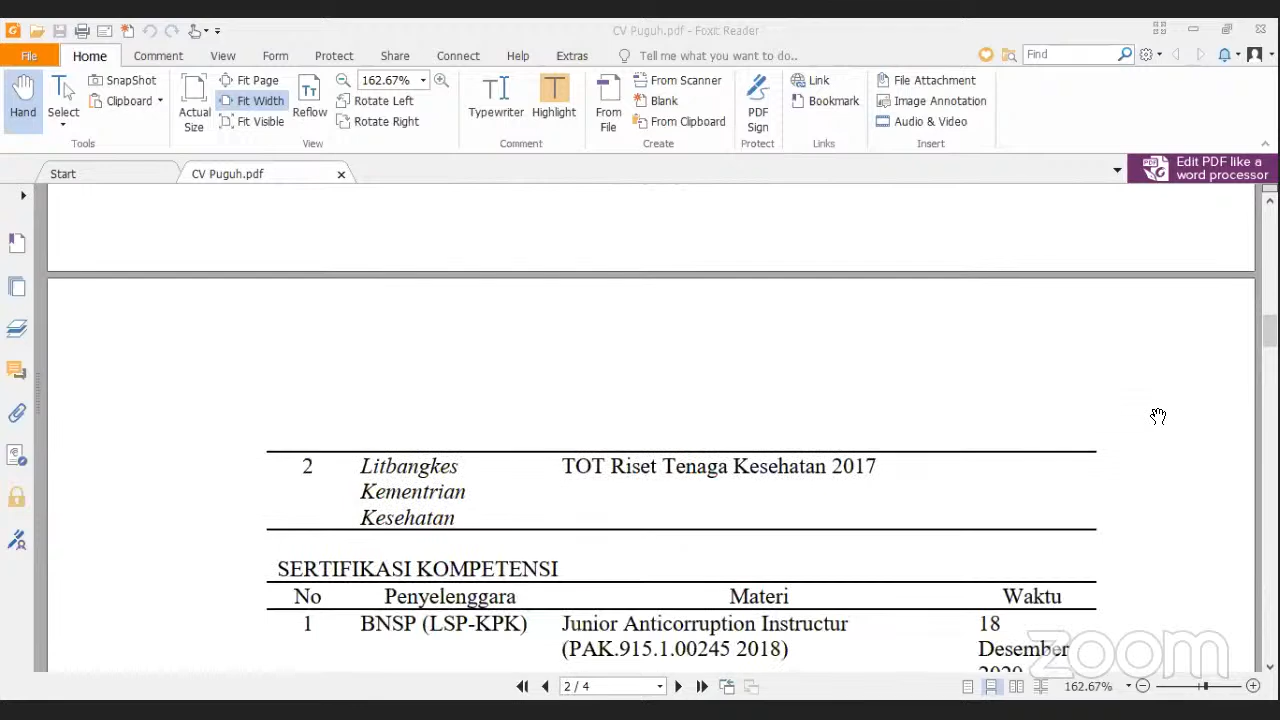 CV Puguh.pdf - Foxit Reader
File Home Comment View Form Protect Share Connect Help Extras Tell me what you want to do.. Find
Hand
Select
SnapShot
Clipboard
Tools
Actual Size
Fit Page
Fit Width
Fit Visible
Reflow
162.67%
Rotate Left
Rotate Right
View
Typewriter
Highlight
Comment
From File
From Scanner
Blank
From Clipboard
Create
PDF Sign
Protect
Link
Bookmark
Links
File Attachment
Image Annotation
Audio & Video
Insert
Start
CV Puguh.pdf
Edit PDF like a
word processor
2 Litbangkes TOT Riset Tenaga Kesehatan 2017
Kementrian
Kesehatan
SERTIFIKASI KOMPETENSI
No Penyelenggara Materi Waktu
1 BNSP (LSP-KPK) Junior Anticorruption Instructur 18
(PAK.915.1.00245 2018) Desember
2020
zoom
2 / 4 162.67%